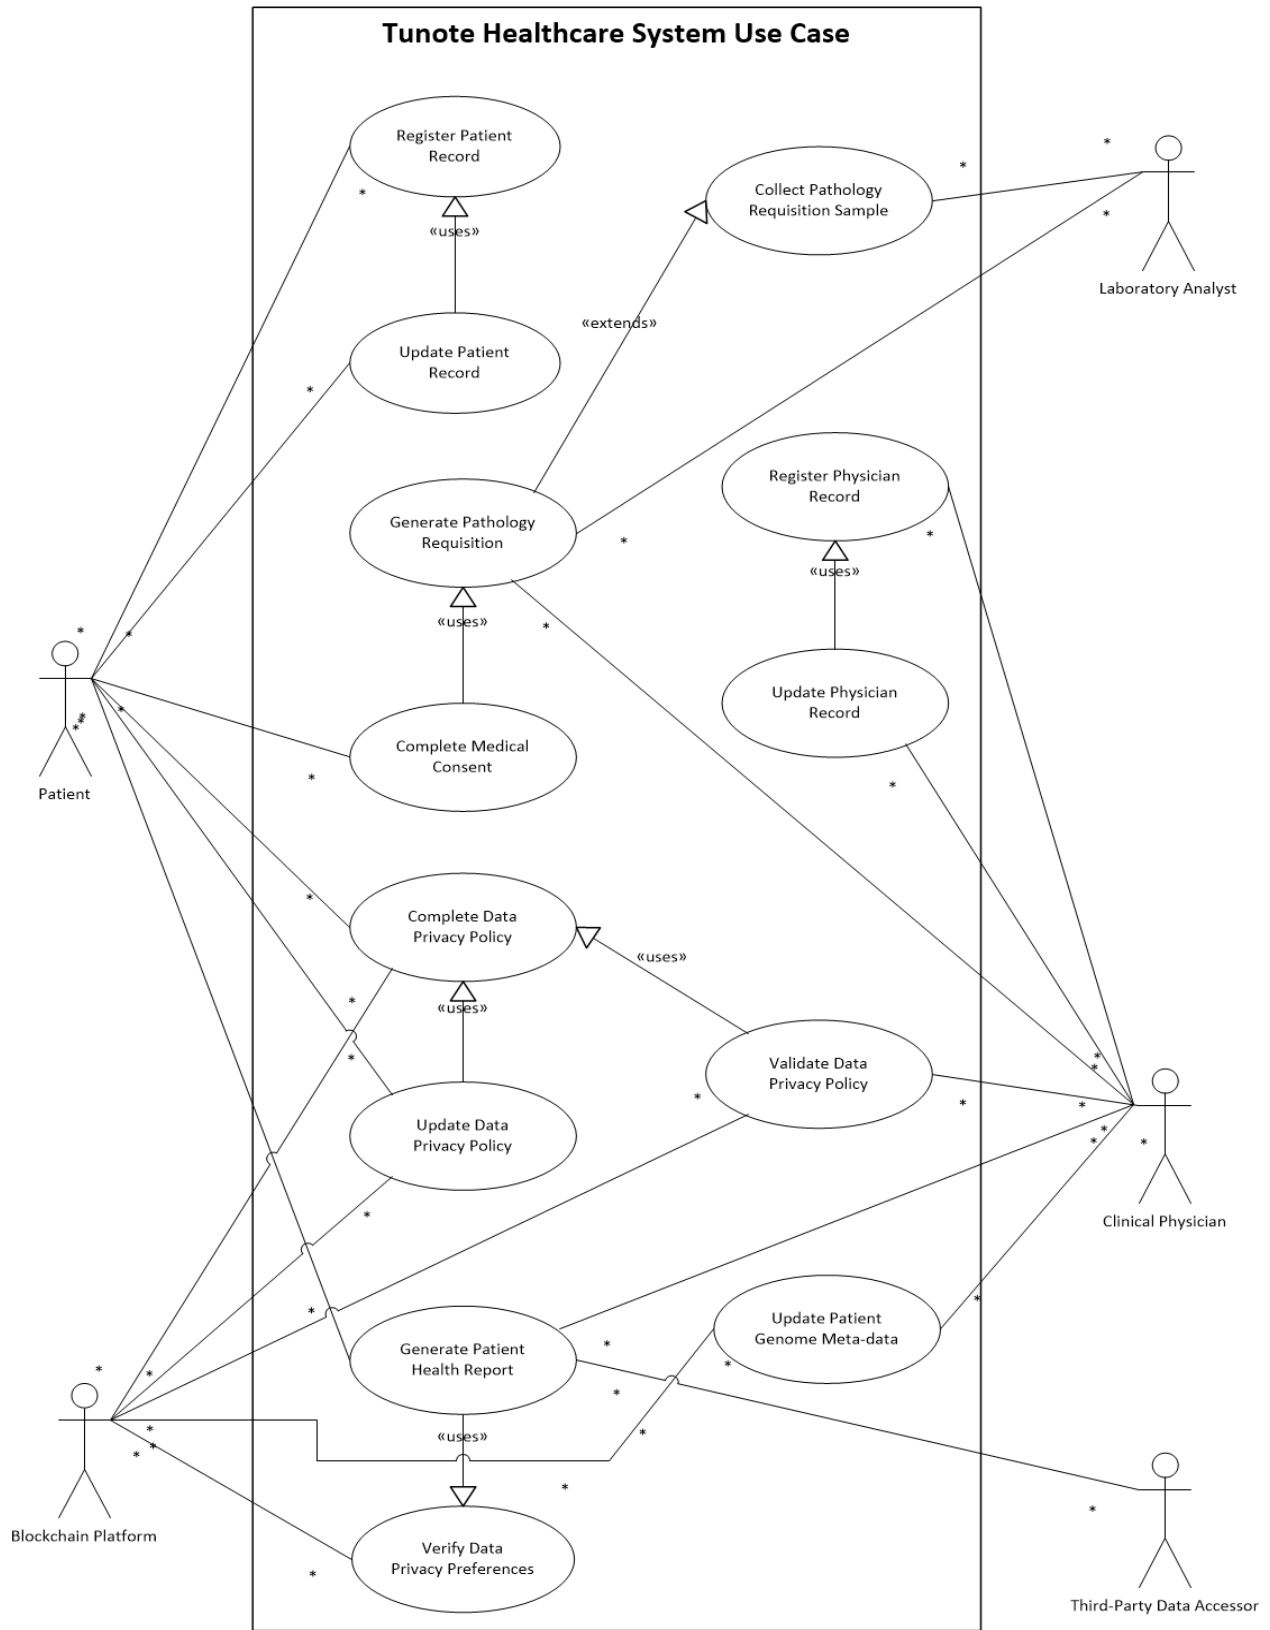 Tunote Healthcare System Use Case
Register Patient
Record
*
«uses»
Update Patient
Record
*
Collect Pathology
Requisition Sample
*
*
*
Laboratory Analyst
«extends»
Generate Pathology
Requisition
*
*
«uses»
Register Physician
Record
*
«uses»
Update Physician
Record
*
*
*
*
*
*
*
Patient
Complete Medical
Consent
*
Complete Data
Privacy Policy
*
*
«uses»
«uses»
*
Update Data
Privacy Policy
*
Validate Data
Privacy Policy
*
*
*
*
*
*
*
*
Clinical Physician
*
Generate Patient
Health Report
*
*
Update Patient
Genome Meta-data
*
*
*
«uses»
*
*
*
*
*
*
Blockchain Platform
Verify Data
Privacy Preferences
*
*
*
Third-Party Data Accessor